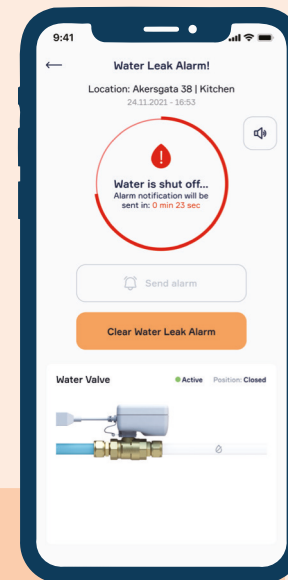 9:41
Water Leak Alarm!
Location: Akersgata 38 | Kitchen
24.11.2021 - 16:53
Water is shut off...
Alarm notification will be
sent in: 0 min 23 sec
Send alarm
Clear Water Leak Alarm
Water Valve Active Position: Closed